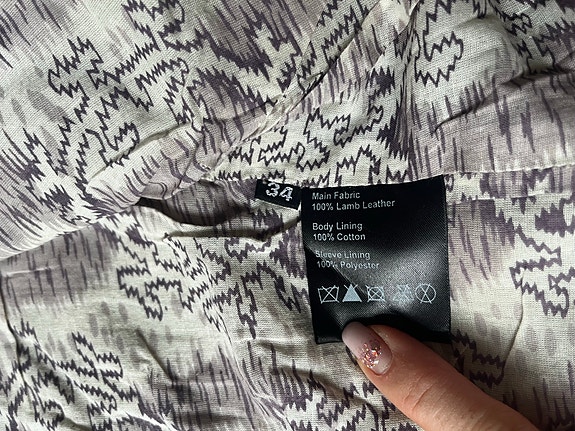 34
Main Fabric
100% Lamb Leather
Body Lining
100% Cotton
Sleeve Lining
100% Polyester